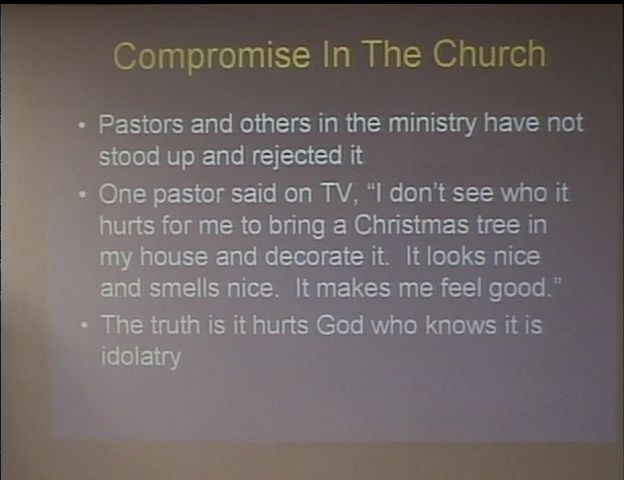 Compromise In The Church
• Pastors and others in the ministry have not
stood up and rejected it
• One pastor said on TV, “I don’t see who it
hurts for me to bring a Christmas tree in
my house and decorate it.  It looks nice
and smells nice.  It makes me feel good.”
• The truth is it hurts God who knows it is
idolatry